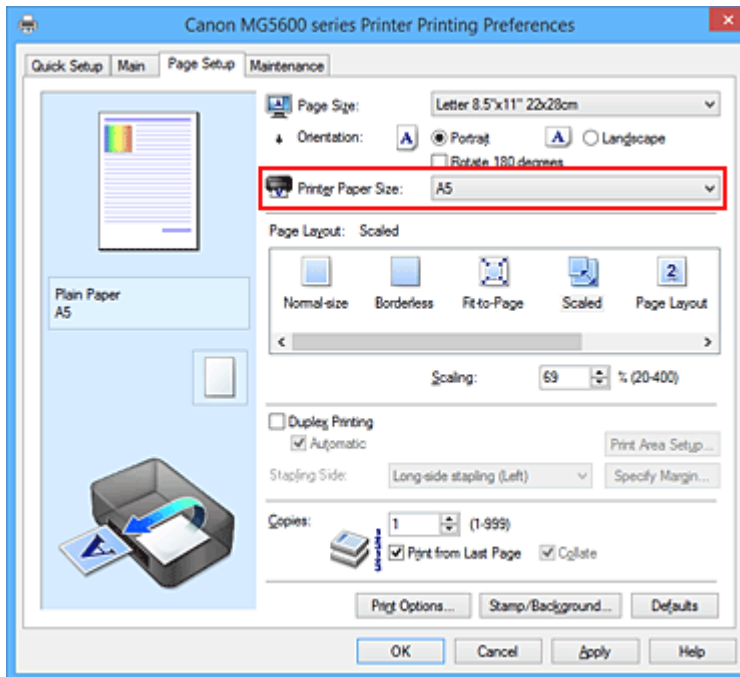 Canon MG5600 series Printer Printing Preferences
Quick Setup Main Page Setup Maintenance
Page Size: Letter 8.5"x11" 22x28cm
Orientation: A Portrait A Landscape
Rotate 180 degrees
Printer Paper Size: A5
Page Layout: Scaled
Normal-size Borderless Fit-to-Page Scaled Page Layout
Plain Paper
A5
Scaling: 69 % (20-400)
Duplex Printing
Automatic Print Area Setup...
Stapling Side: Long-side stapling (Left) Specify Margin...
Copies: 1 (1-999)
Print from Last Page Collate
Print Options... Stamp/Background... Defaults
OK Cancel Apply Help